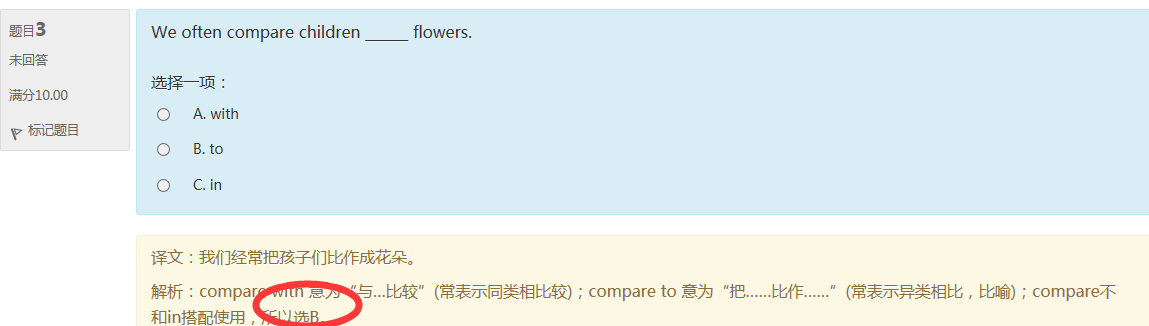 题目3
未回答
满分10.00
标记题目
We often compare children _____ flowers.
选择一项：
A. with
B. to
C. in
译文：我们经常把孩子们比作成花朵。
解析：compare with 意为“与…比较”(常表示同类相比较)；compare to 意为“把……比作……”(常表示异类相比，比喻)；compare不
和in搭配使用，所以选B。